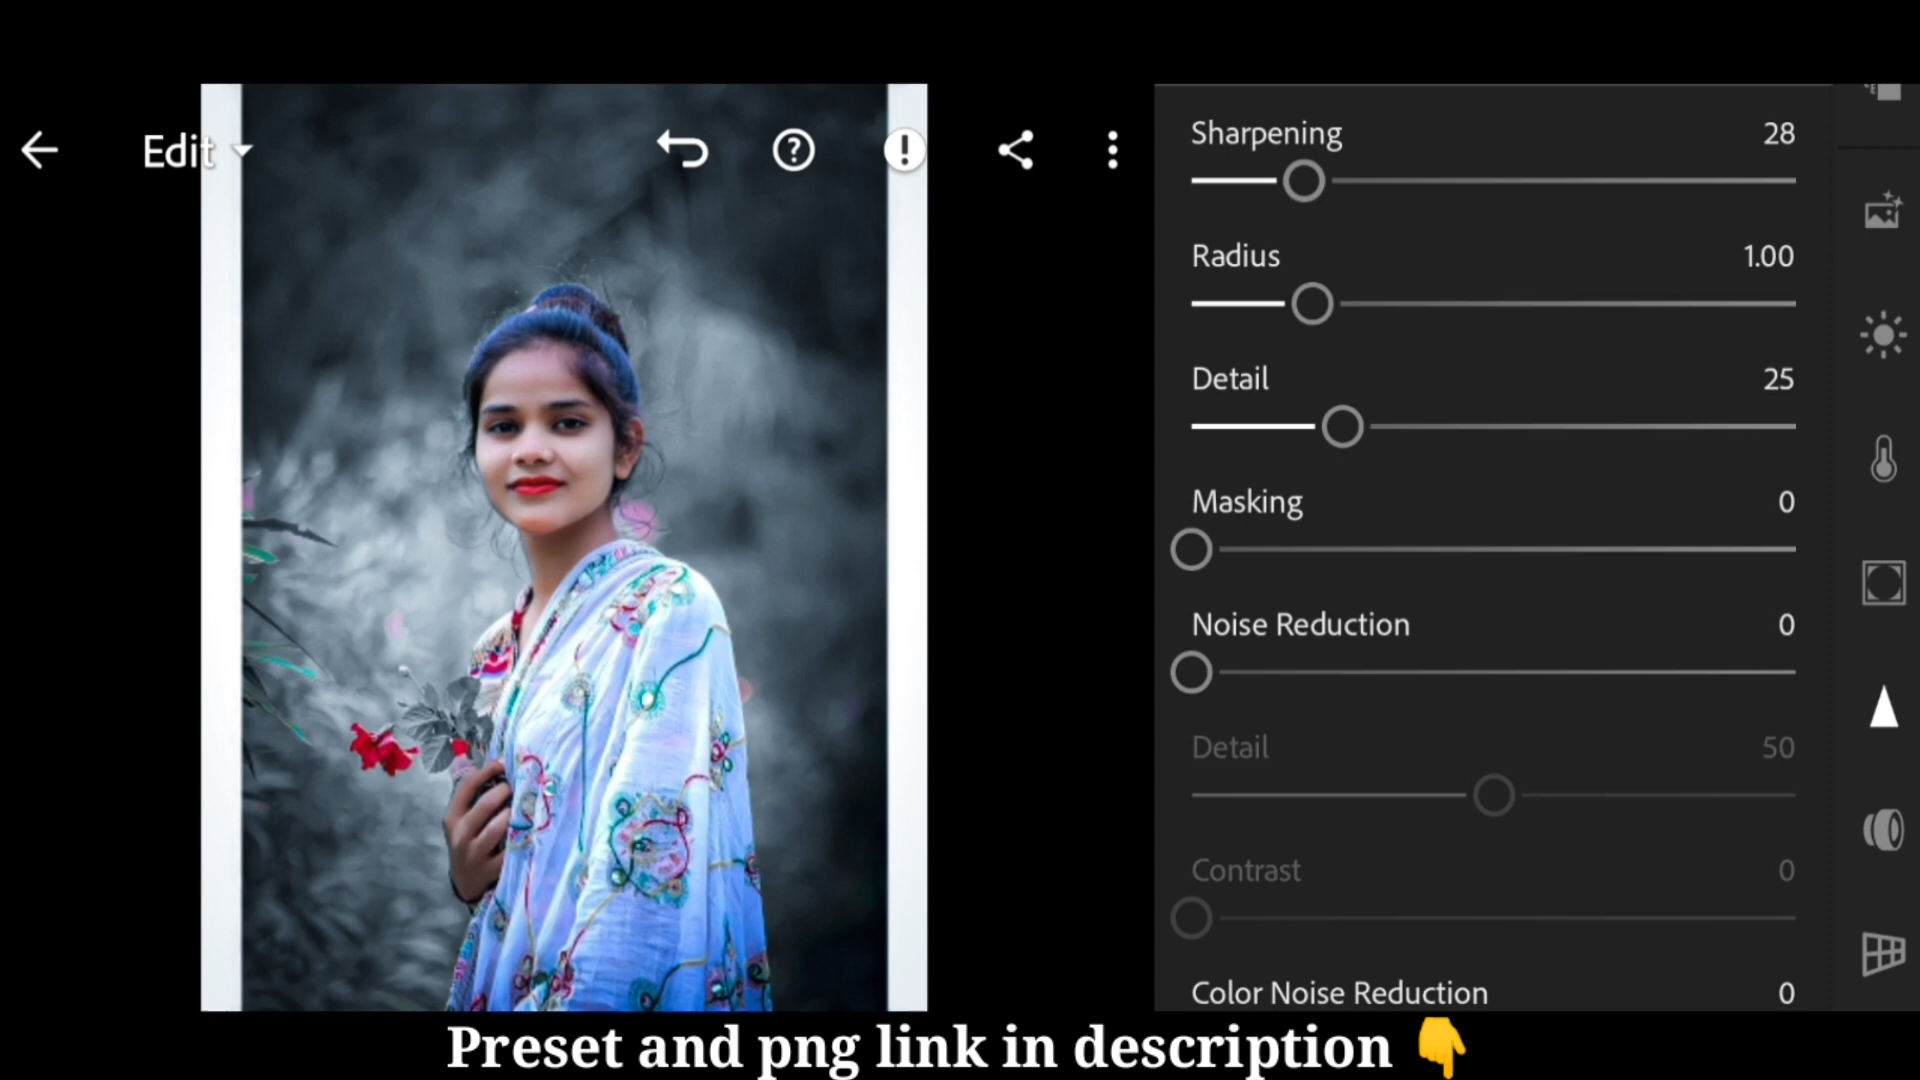 Edit
Sharpening 28
Radius 1.00
Detail 25
Masking 0
Noise Reduction 0
Detail 50
Contrast 0
Color Noise Reduction 0
Preset and png link in description 👇